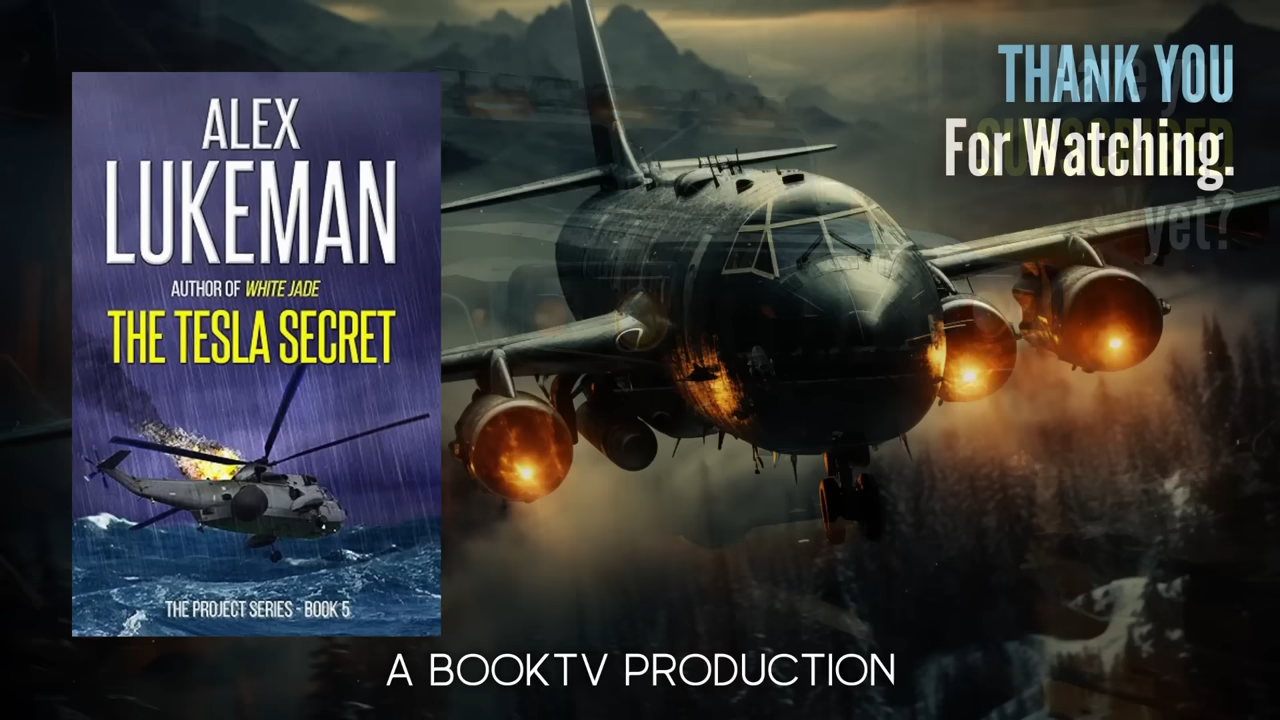 ALEX
LUKEMAN
AUTHOR OF WHITE JADE
THE TESLA SECRET
THE PROJECT SERIES - BOOK 5
THANK YOU
For Watching.
yet?
A BOOKTV PRODUCTION